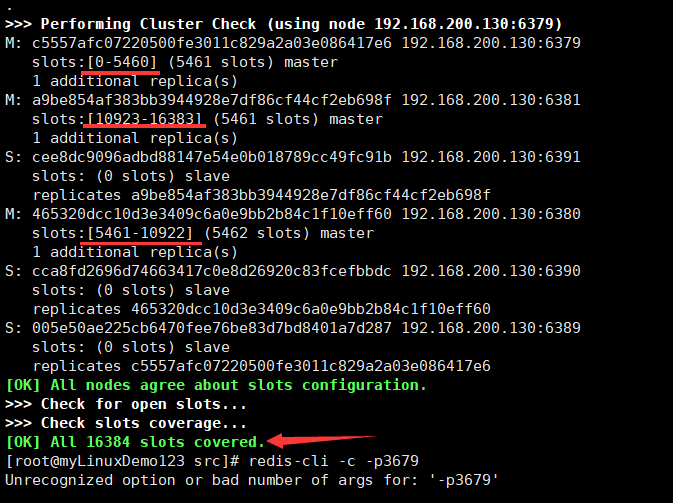 .
>>> Performing Cluster Check (using node 192.168.200.130:6379)
M: c5557afc07220500fe3011c829a2a03e086417e6 192.168.200.130:6379
slots:[0-5460] (5461 slots) master
1 additional replica(s)
M: a9be854af383bb3944928e7df86cf44cf2eb698f 192.168.200.130:6381
slots:[10923-16383] (5461 slots) master
1 additional replica(s)
S: cee8dc9096adbd88147e54e0b018789cc49fc91b 192.168.200.130:6391
slots: (0 slots) slave
replicates a9be854af383bb3944928e7df86cf44cf2eb698f
M: 465320dcc10d3e3409c6a0e9bb2b84c1f10eff60 192.168.200.130:6380
slots:[5461-10922] (5462 slots) master
1 additional replica(s)
S: cca8fd2696d74663417c0e8d26920c83fcefbbdc 192.168.200.130:6390
slots: (0 slots) slave
replicates 465320dcc10d3e3409c6a0e9bb2b84c1f10eff60
S: 005e50ae225cb6470fee76be83d7bd8401a7d287 192.168.200.130:6389
slots: (0 slots) slave
replicates c5557afc07220500fe3011c829a2a03e086417e6
[OK] All nodes agree about slots configuration.
>>> Check for open slots...
>>> Check slots coverage...
[OK] All 16384 slots covered.
[root@myLinuxDemo123 src]# redis-cli -c -p3679
Unrecognized option or bad number of args for: '-p3679'